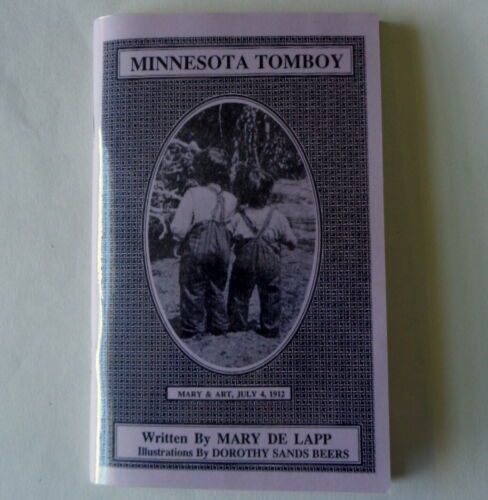 MINNESOTA TOMBOY
MARY & ART, JULY 4, 1912
Written By MARY DE LAPP
Illustrations By DOROTHY SANDS BEERS